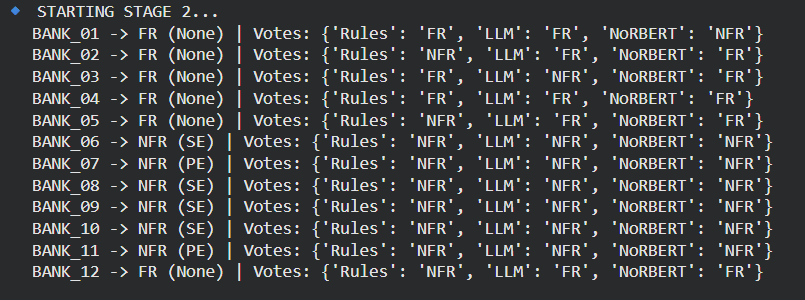 STARTING STAGE 2...
BANK_01 -> FR (None) | Votes: {'Rules': 'FR', 'LLM': 'FR', 'NoRBERT': 'NFR'}
BANK_02 -> FR (None) | Votes: {'Rules': 'NFR', 'LLM': 'FR', 'NoRBERT': 'FR'}
BANK_03 -> FR (None) | Votes: {'Rules': 'FR', 'LLM': 'NFR', 'NoRBERT': 'FR'}
BANK_04 -> FR (None) | Votes: {'Rules': 'FR', 'LLM': 'FR', 'NoRBERT': 'FR'}
BANK_05 -> FR (None) | Votes: {'Rules': 'NFR', 'LLM': 'FR', 'NoRBERT': 'FR'}
BANK_06 -> NFR (SE) | Votes: {'Rules': 'NFR', 'LLM': 'NFR', 'NoRBERT': 'NFR'}
BANK_07 -> NFR (PE) | Votes: {'Rules': 'NFR', 'LLM': 'NFR', 'NoRBERT': 'NFR'}
BANK_08 -> NFR (SE) | Votes: {'Rules': 'NFR', 'LLM': 'NFR', 'NoRBERT': 'NFR'}
BANK_09 -> NFR (SE) | Votes: {'Rules': 'NFR', 'LLM': 'NFR', 'NoRBERT': 'NFR'}
BANK_10 -> NFR (SE) | Votes: {'Rules': 'NFR', 'LLM': 'NFR', 'NoRBERT': 'NFR'}
BANK_11 -> NFR (PE) | Votes: {'Rules': 'NFR', 'LLM': 'NFR', 'NoRBERT': 'NFR'}
BANK_12 -> FR (None) | Votes: {'Rules': 'NFR', 'LLM': 'FR', 'NoRBERT': 'FR'}